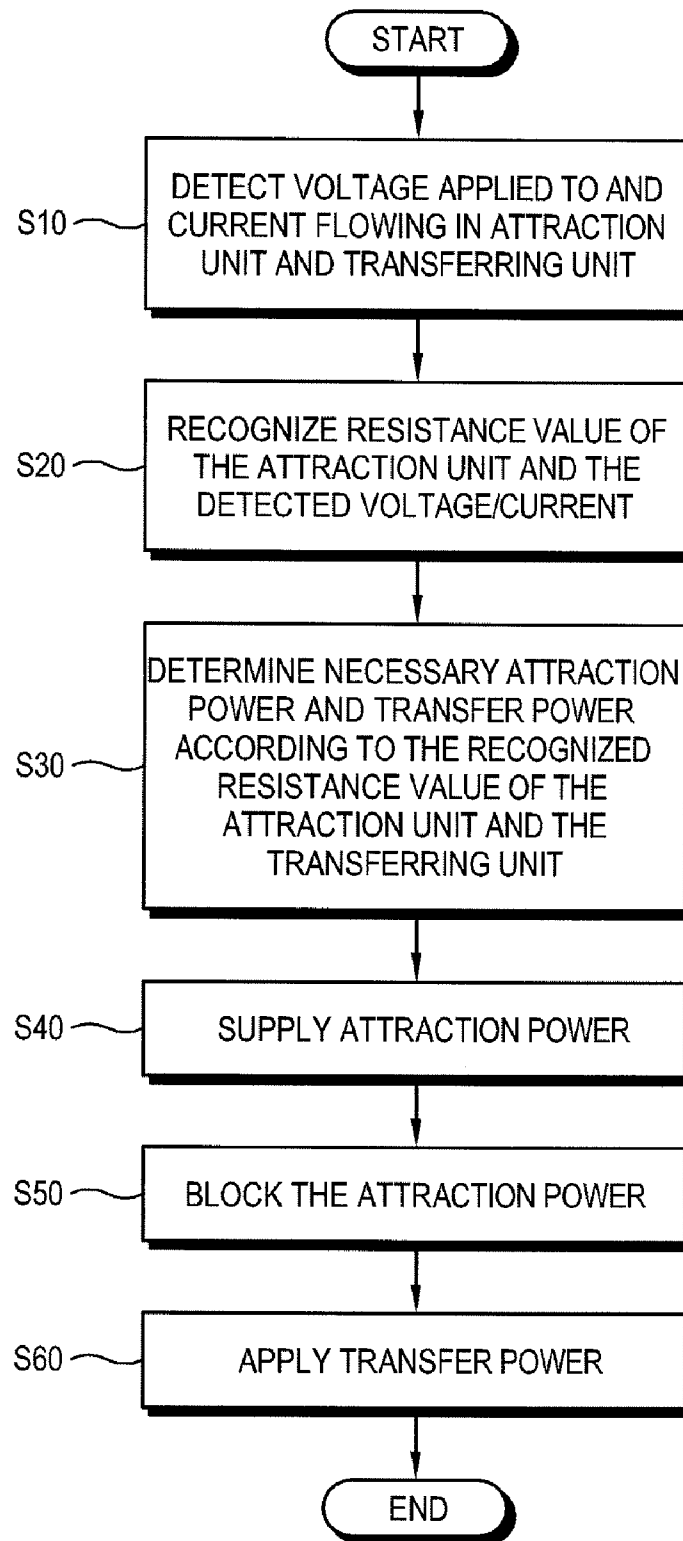 START
S10
DETECT VOLTAGE APPLIED TO AND
CURRENT FLOWING IN ATTRACTION
UNIT AND TRANSFERRING UNIT
S20
RECOGNIZE RESISTANCE VALUE OF
THE ATTRACTION UNIT AND THE
DETECTED VOLTAGE/CURRENT
S30
DETERMINE NECESSARY ATTRACTION
POWER AND TRANSFER POWER
ACCORDING TO THE RECOGNIZED
RESISTANCE VALUE OF THE
ATTRACTION UNIT AND THE
TRANSFERRING UNIT
S40
SUPPLY ATTRACTION POWER
S50
BLOCK THE ATTRACTION POWER
S60
APPLY TRANSFER POWER
END